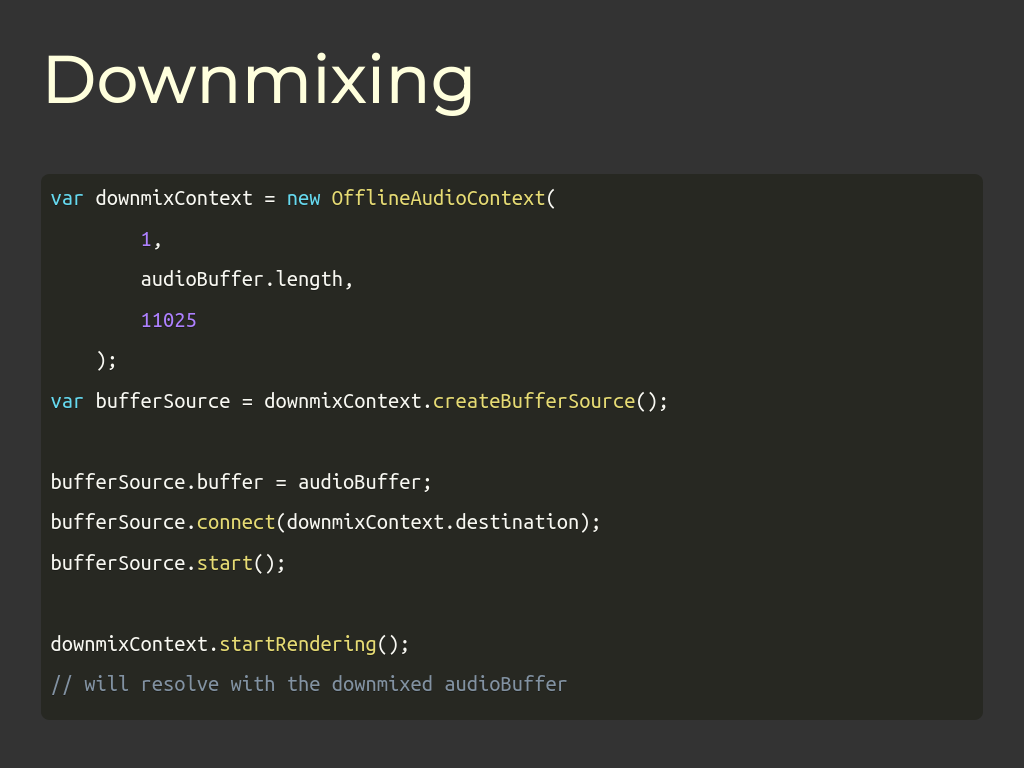 Downmixing
var downmixContext = new OfflineAudioContext(
        1,
        audioBuffer.length,
        11025
    );
var bufferSource = downmixContext.createBufferSource();

bufferSource.buffer = audioBuffer;
bufferSource.connect(downmixContext.destination);
bufferSource.start();

downmixContext.startRendering();
// will resolve with the downmixed audioBuffer